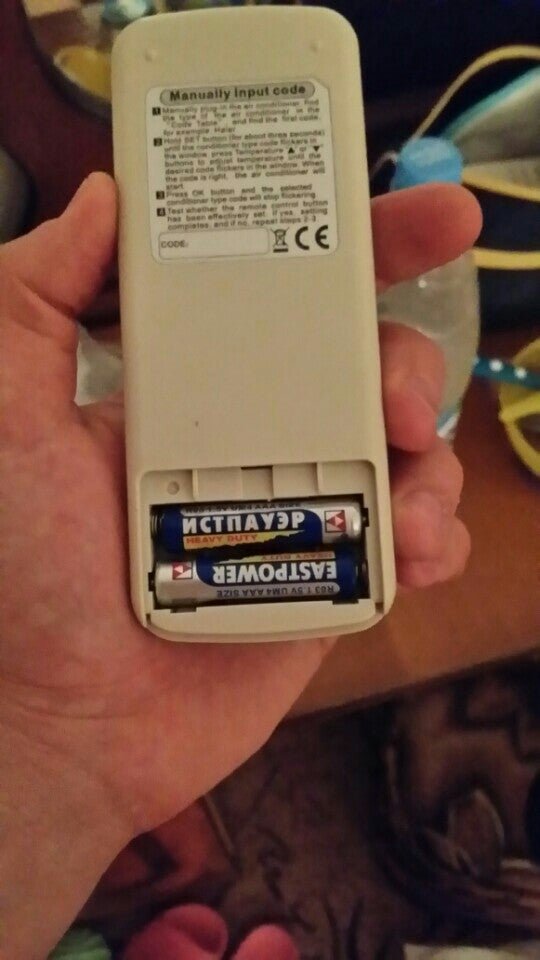 Manually input code
1 Manually plug in the air conditioner, find
the type of the air conditioner in the
"Code Table", and find the first code,
for example Haier
2 Hold SET button (for about three seconds)
until the conditioner type code flickers in
the window. press Temperature ▲ or ▼
buttons to adjust temperature until the
desired code flickers in the window. When
the code is right, the air conditioner will
start
3 Press OK button and the selected
conditioner type code will stop flickering
4 Test whether the remote control button
has been effectively set. if yes, setting
completes, and if no, repeat steps 2-3
CODE:
CE
ИСТПАУЭР
HEAVY DUTY
HEAVY DUTY
EASTPOWER
R03 1.5V UM4 AAA SIZE